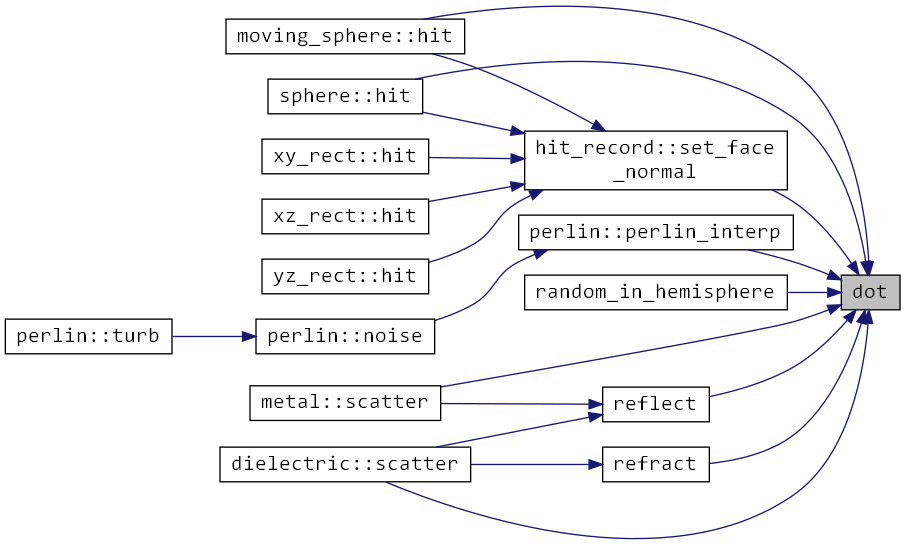 moving_sphere::hit
sphere::hit
hit_record::set_face
_normal
xy_rect::hit
xz_rect::hit
perlin::perlin_interp
yz_rect::hit
random_in_hemisphere
dot
perlin::turb
perlin::noise
metal::scatter
reflect
dielectric::scatter
refract